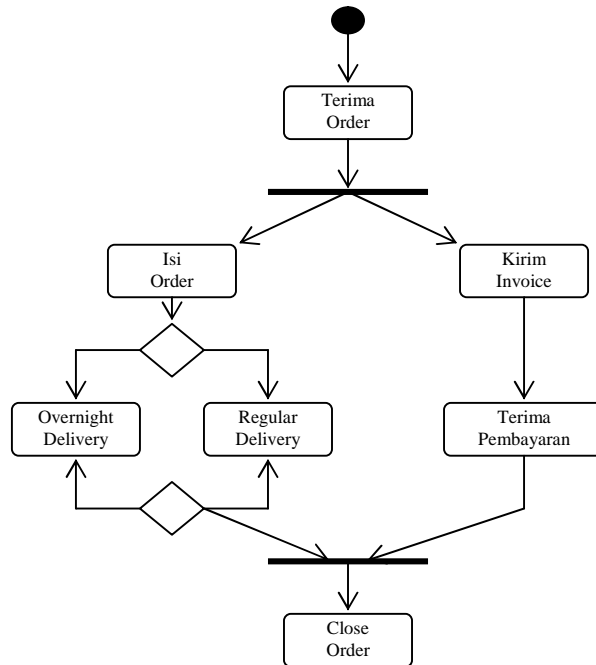 Terima
Order
Isi
Order
Kirim
Invoice
Overnight
Delivery
Regular
Delivery
Terima
Pembayaran
Close
Order